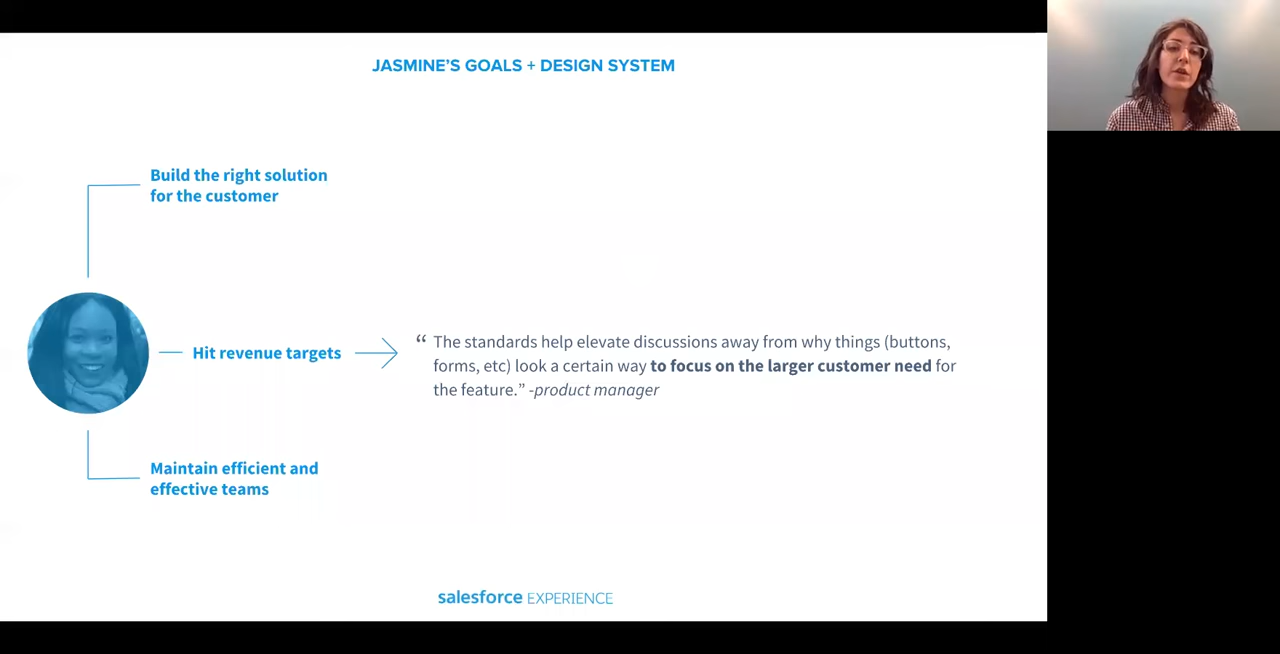 JASMINE’S GOALS + DESIGN SYSTEM
Build the right solution
for the customer
Hit revenue targets
“ The standards help elevate discussions away from why things (buttons,
forms, etc) look a certain way to focus on the larger customer need for
the feature.” -product manager
Maintain efficient and
effective teams
salesforce EXPERIENCE